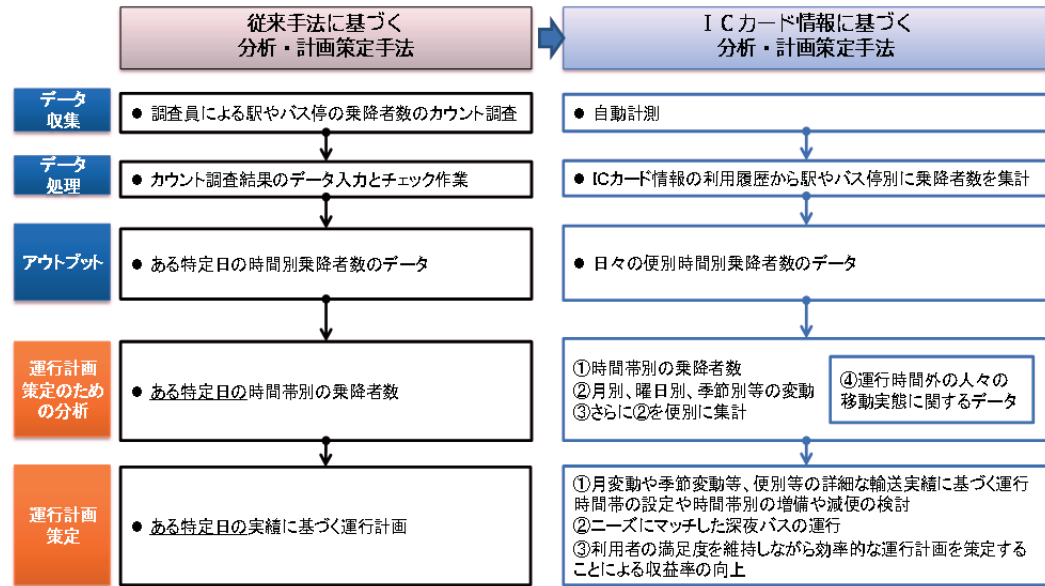 従来手法に基づく
分析・計画策定手法
ＩＣカード情報に基づく
分析・計画策定手法
データ
収集
● 調査員による駅やバス停の乗降者数のカウント調査
● 自動計測
データ
処理
● カウント調査結果のデータ入力とチェック作業
● ICカード情報の利用履歴から駅やバス停別に乗降者数を集計
アウトプット
● ある特定日の時間別乗降者数のデータ
● 日々の便別時間別乗降者数のデータ
運行計画
策定のため
の分析
● ある特定日の時間帯別の乗降者数
①時間帯別の乗降者数
②月別、曜日別、季節別等の変動
③さらに②を便別に集計
④運行時間外の人々の
移動実態に関するデータ
運行計画
策定
● ある特定日の実績に基づく運行計画
①月変動や季節変動等、便別等の詳細な輸送実績に基づく運行
時間帯の設定や時間帯別の増備や減便の検討
②ニーズにマッチした深夜バスの運行
③利用者の満足度を維持しながら効率的な運行計画を策定する
ことによる収益率の向上